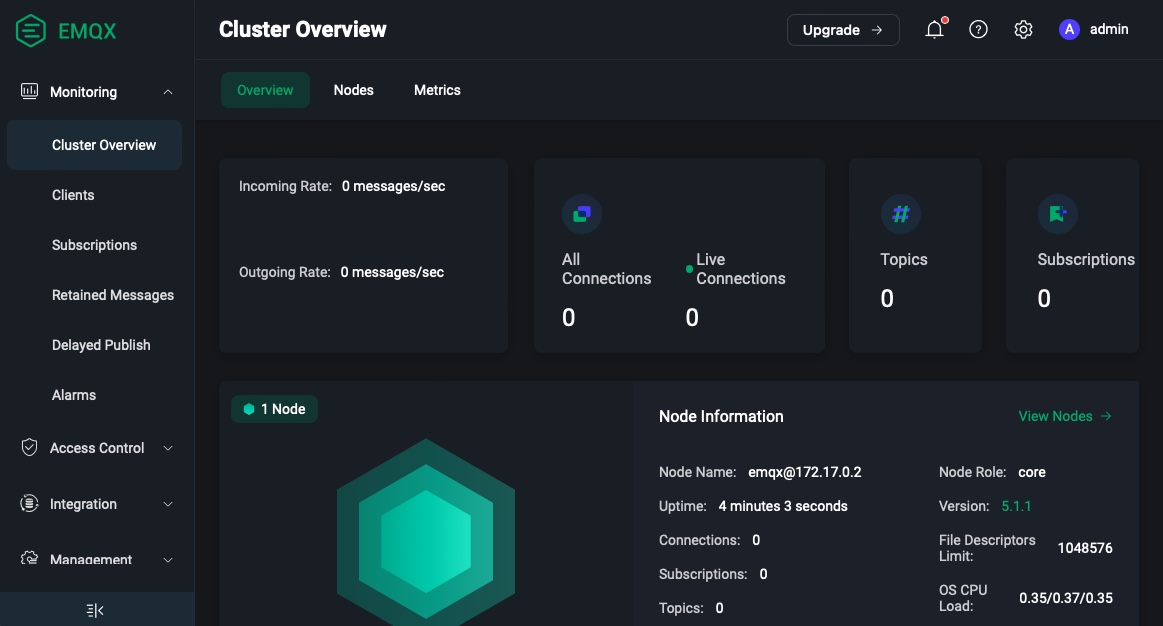 EMQX
Cluster Overview
Upgrade →
A admin
Monitoring
Cluster Overview
Clients
Subscriptions
Retained Messages
Delayed Publish
Alarms
Access Control
Integration
Management
Overview Nodes Metrics
Incoming Rate: 0 messages/sec
Outgoing Rate: 0 messages/sec
All
Connections
0
Live
Connections
0
Topics
0
Subscriptions
0
1 Node
Node Information
View Nodes →
Node Name: emqx@172.17.0.2
Uptime: 4 minutes 3 seconds
Connections: 0
Subscriptions: 0
Topics: 0
Node Role: core
Version: 5.1.1
File Descriptors
Limit: 1048576
OS CPU
Load: 0.35/0.37/0.35